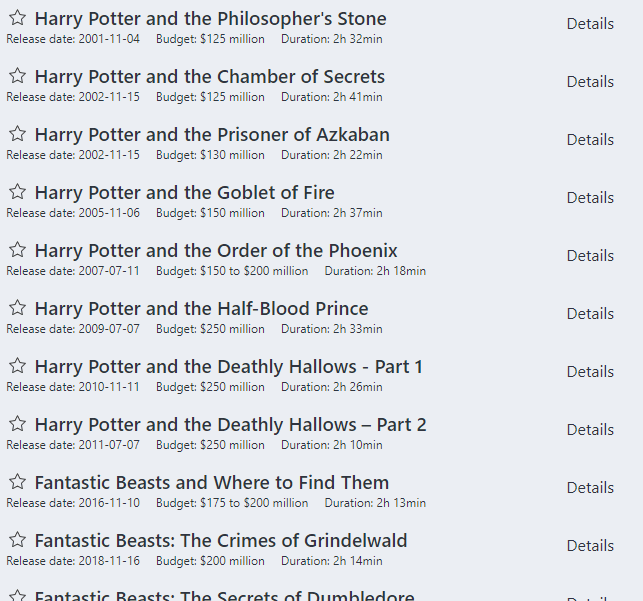 Harry Potter and the Philosopher's Stone
Details
Release date: 2001-11-04 Budget: $125 million Duration: 2h 32min
Harry Potter and the Chamber of Secrets
Details
Release date: 2002-11-15 Budget: $125 million Duration: 2h 41min
Harry Potter and the Prisoner of Azkaban
Details
Release date: 2002-11-15 Budget: $130 million Duration: 2h 22min
Harry Potter and the Goblet of Fire
Details
Release date: 2005-11-06 Budget: $150 million Duration: 2h 37min
Harry Potter and the Order of the Phoenix
Details
Release date: 2007-07-11 Budget: $150 to $200 million Duration: 2h 18min
Harry Potter and the Half-Blood Prince
Details
Release date: 2009-07-07 Budget: $250 million Duration: 2h 33min
Harry Potter and the Deathly Hallows - Part 1
Details
Release date: 2010-11-11 Budget: $250 million Duration: 2h 26min
Harry Potter and the Deathly Hallows – Part 2
Details
Release date: 2011-07-07 Budget: $250 million Duration: 2h 10min
Fantastic Beasts and Where to Find Them
Details
Release date: 2016-11-10 Budget: $175 to $200 million Duration: 2h 13min
Fantastic Beasts: The Crimes of Grindelwald
Details
Release date: 2018-11-16 Budget: $200 million Duration: 2h 14min
Fantastic Beasts: The Secrets of Dumbledore
Details